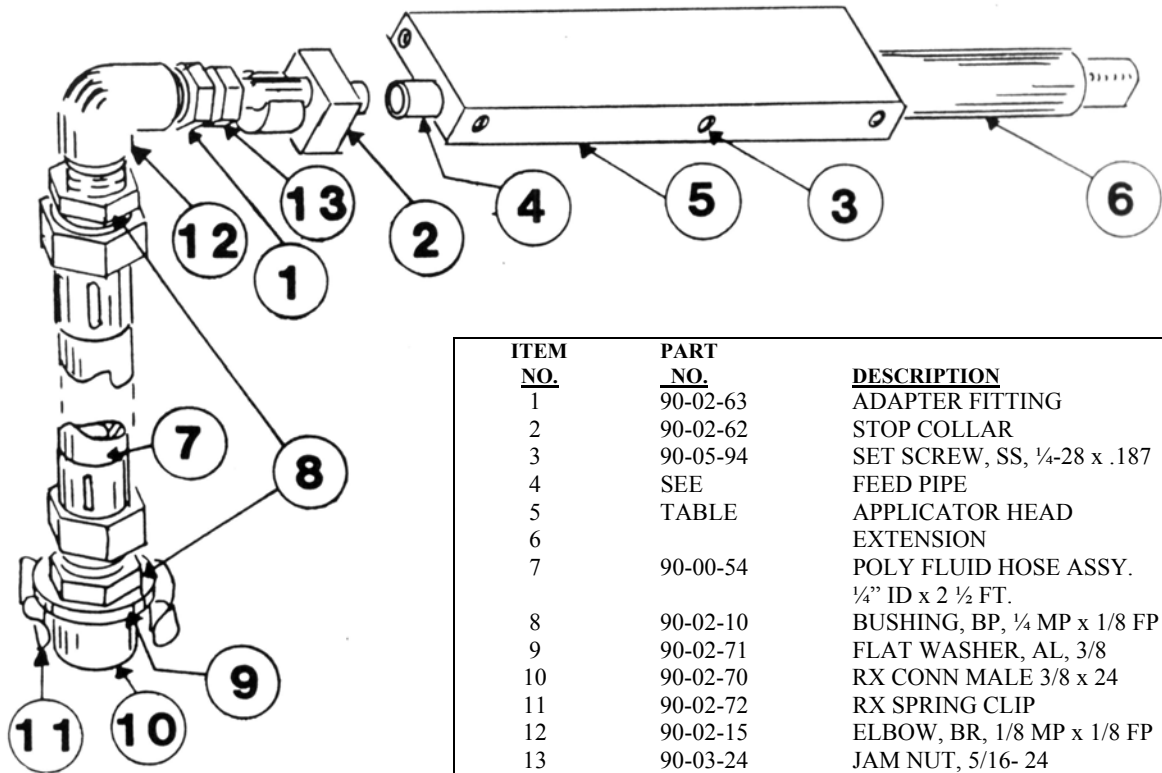 12
13
1
2
4
5
3
6
7
8
9
11
10
ITEM NO. PART NO. DESCRIPTION
1 90-02-63 ADAPTER FITTING
2 90-02-62 STOP COLLAR
3 90-05-94 SET SCREW, SS, ¼-28 x .187
4 SEE FEED PIPE
5 TABLE APPLICATOR HEAD
6 EXTENSION
7 90-00-54 POLY FLUID HOSE ASSY.
¼” ID x 2 ½ FT.
8 90-02-10 BUSHING, BP, ¼ MP x 1/8 FP
9 90-02-71 FLAT WASHER, AL, 3/8
10 90-02-70 RX CONN MALE 3/8 x 24
11 90-02-72 RX SPRING CLIP
12 90-02-15 ELBOW, BR, 1/8 MP x 1/8 FP
13 90-03-24 JAM NUT, 5/16- 24